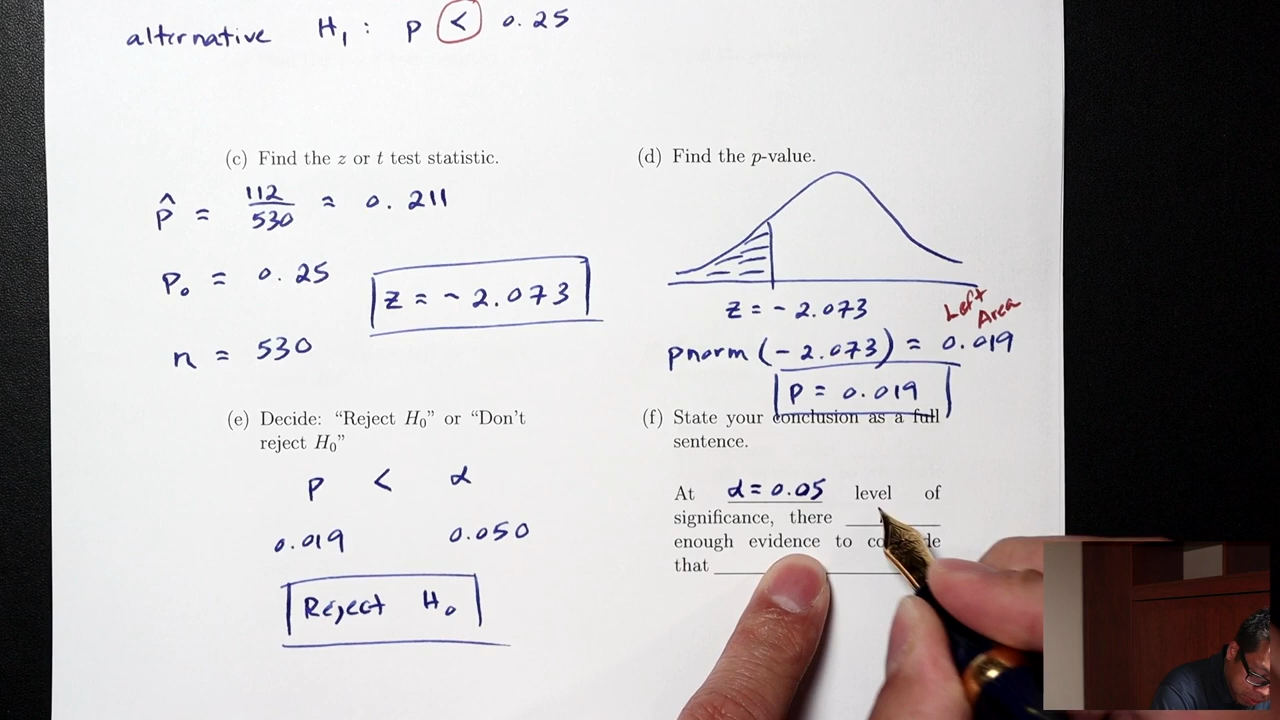 alternative H₁ : p < 0.25
(c) Find the z or t test statistic.
p̂ = 112/530 ≈ 0.211
P₀ = 0.25
z = -2.073
n = 530
(d) Find the p-value.
z = -2.073
Left Area
pnorm (-2.073) = 0.019
P = 0.019
(e) Decide: “Reject H₀” or “Don’t
reject H₀”
P < α
0.019 0.050
Reject H₀
(f) State your conclusion as a full
sentence.
At α = 0.05 level of
significance, there
enough evidence to
that